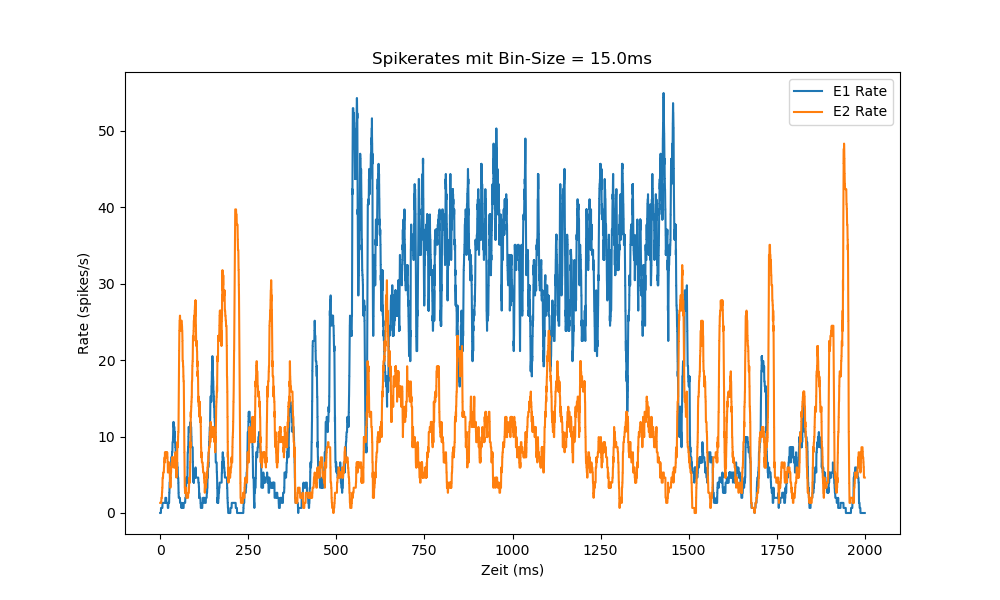 Spikerates mit Bin-Size = 15.0ms
E1 Rate
E2 Rate
Rate (spikes/s)
50
40
30
20
10
0
0 250 500 750 1000 1250 1500 1750 2000
Zeit (ms)